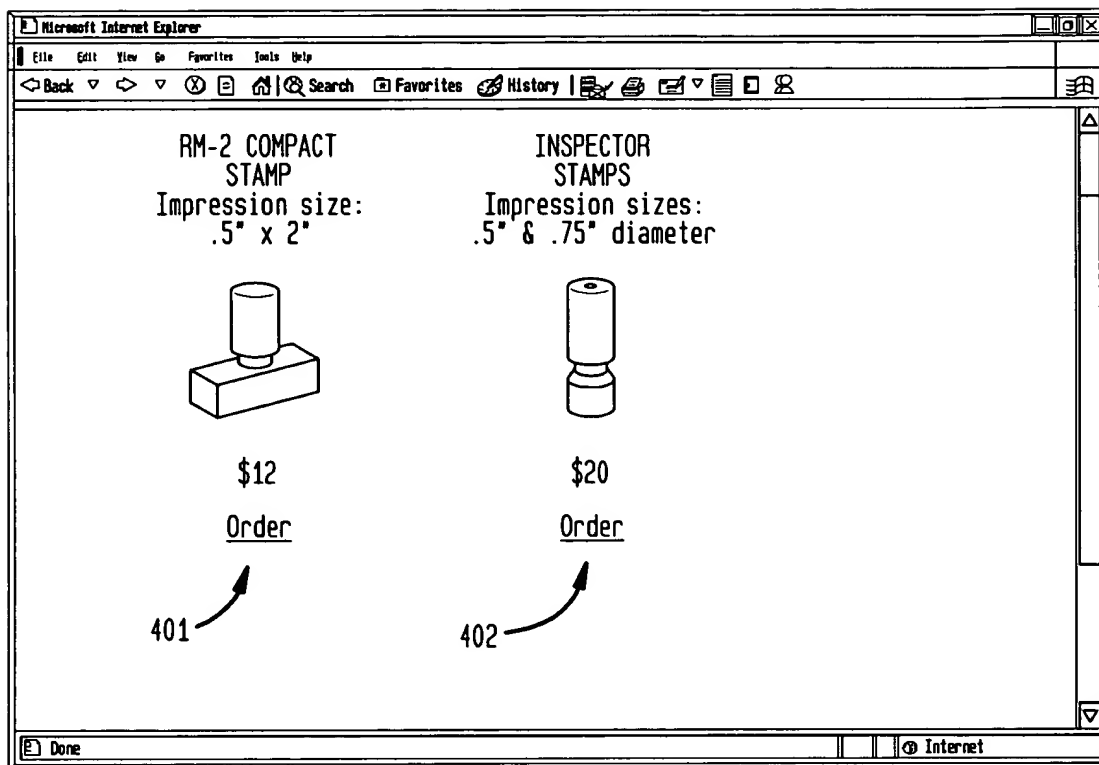 Microsoft Internet Explorer
File Edit View Go Favorites Tools Help
Back Search Favorites History
RM-2 COMPACT
STAMP
Impression size:
.5" x 2"
$12
Order
401
INSPECTOR
STAMPS
Impression sizes:
.5" & .75" diameter
$20
Order
402
Done Internet